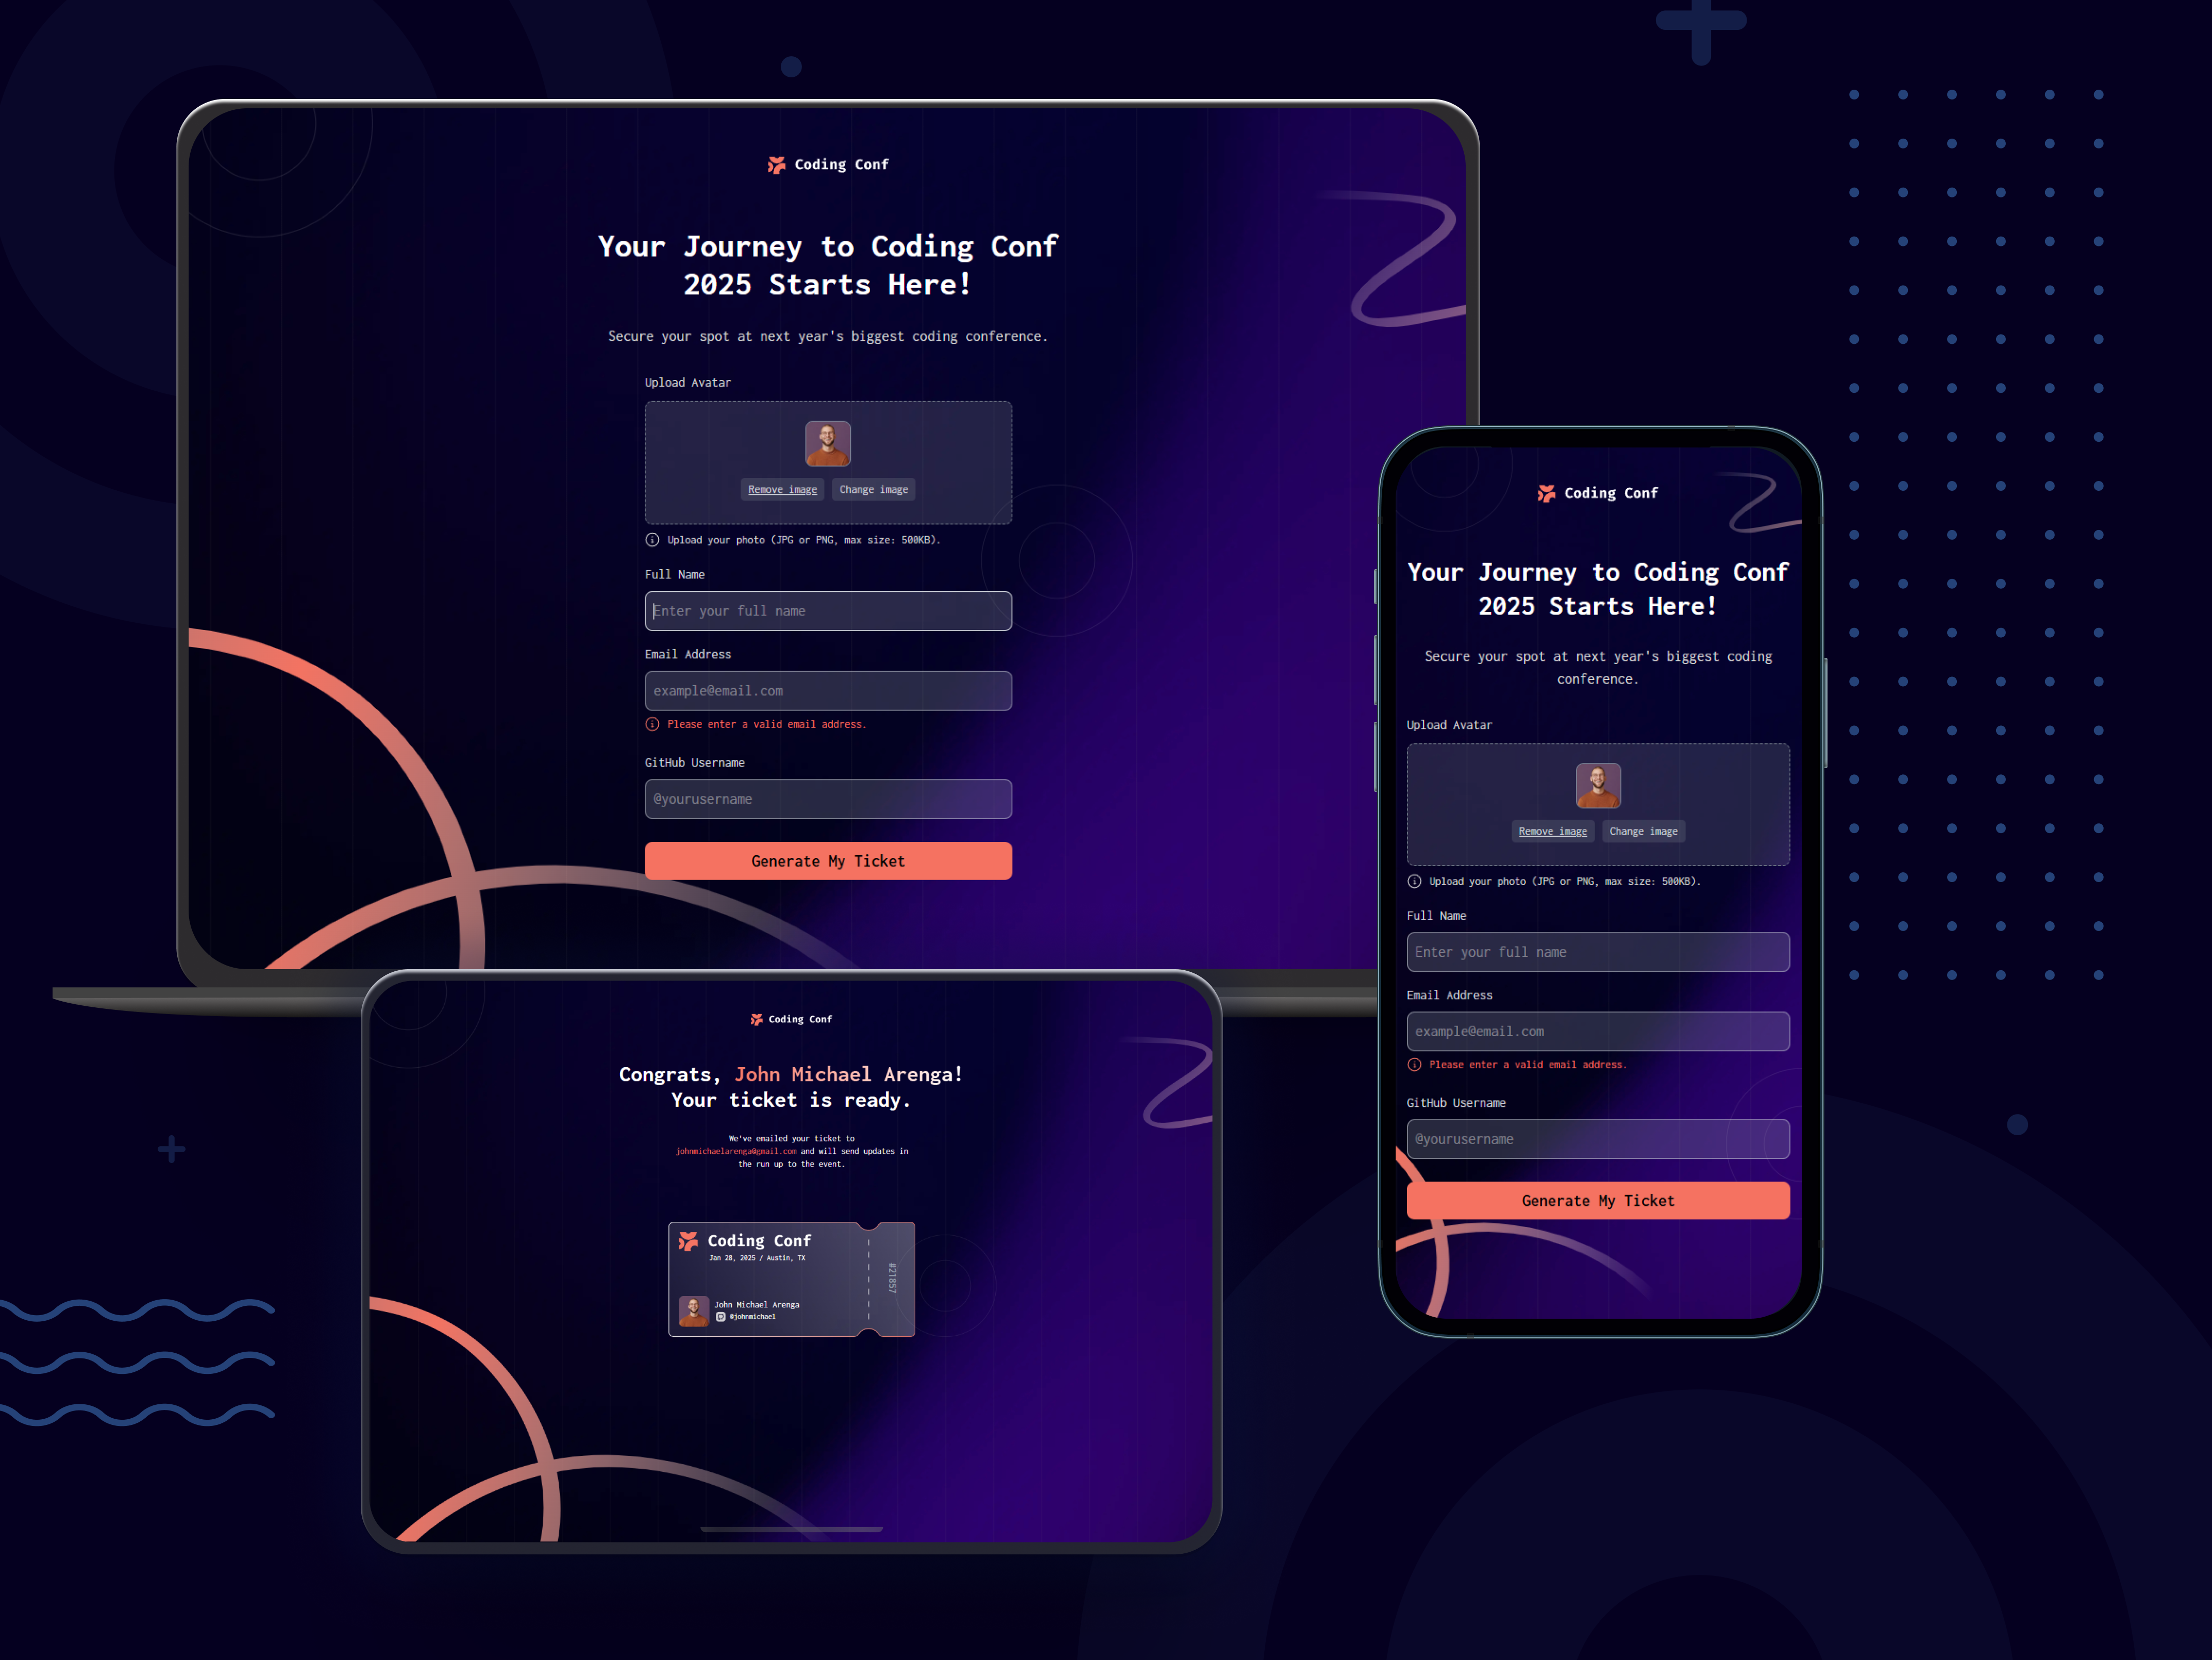 Coding Conf
Your Journey to Coding Conf
2025 Starts Here!
Secure your spot at next year's biggest coding conference.
Upload Avatar
Remove image Change image
Upload your photo (JPG or PNG, max size: 500KB).
Full Name
Enter your full name
Email Address
example@email.com
Please enter a valid email address.
GitHub Username
@yourusername
Generate My Ticket
Coding Conf
Your Journey to Coding Conf
2025 Starts Here!
Secure your spot at next year's biggest coding
conference.
Upload Avatar
Remove image Change image
Upload your photo (JPG or PNG, max size: 500KB).
Full Name
Enter your full name
Email Address
example@email.com
Please enter a valid email address.
GitHub Username
@yourusername
Generate My Ticket
Coding Conf
Congrats, John Michael Arenga!
Your ticket is ready.
We've emailed your ticket to
johnmichaelarenga@gmail.com and will send updates in
the run up to the event.
Coding Conf
Jan 28, 2025 / Austin, TX
John Michael Arenga
@johnmichael
#21857